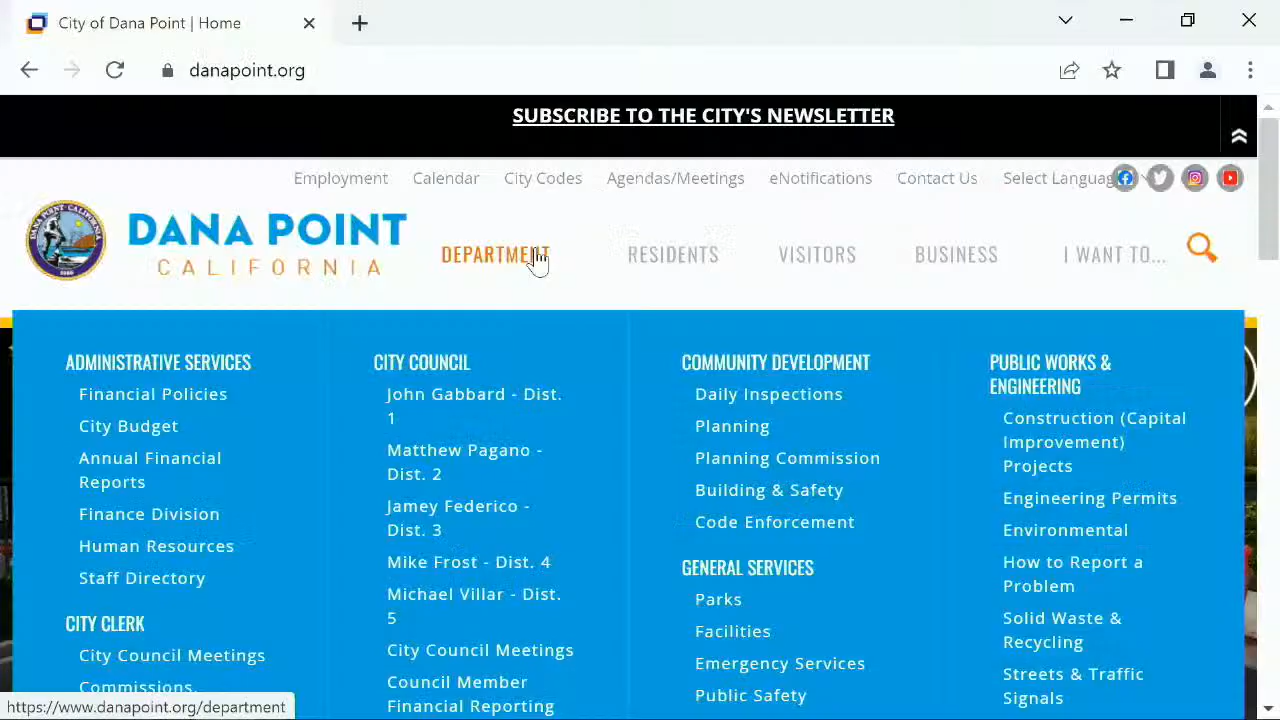 City of Dana Point | Home
danapoint.org
SUBSCRIBE TO THE CITY'S NEWSLETTER
Employment Calendar City Codes Agendas/Meetings eNotifications Contact Us Select Languag
DANA POINT
CALIFORNIA
DEPARTMENT RESIDENTS VISITORS BUSINESS I WANT TO...
ADMINISTRATIVE SERVICES
Financial Policies
City Budget
Annual Financial
Reports
Finance Division
Human Resources
Staff Directory
CITY CLERK
City Council Meetings
Commissions,
CITY COUNCIL
John Gabbard - Dist.
1
Matthew Pagano -
Dist. 2
Jamey Federico -
Dist. 3
Mike Frost - Dist. 4
Michael Villar - Dist.
5
City Council Meetings
Council Member
Financial Reporting
COMMUNITY DEVELOPMENT
Daily Inspections
Planning
Planning Commission
Building & Safety
Code Enforcement
GENERAL SERVICES
Parks
Facilities
Emergency Services
Public Safety
PUBLIC WORKS &
ENGINEERING
Construction (Capital
Improvement)
Projects
Engineering Permits
Environmental
How to Report a
Problem
Solid Waste &
Recycling
Streets & Traffic
Signals
https://www.danapoint.org/department